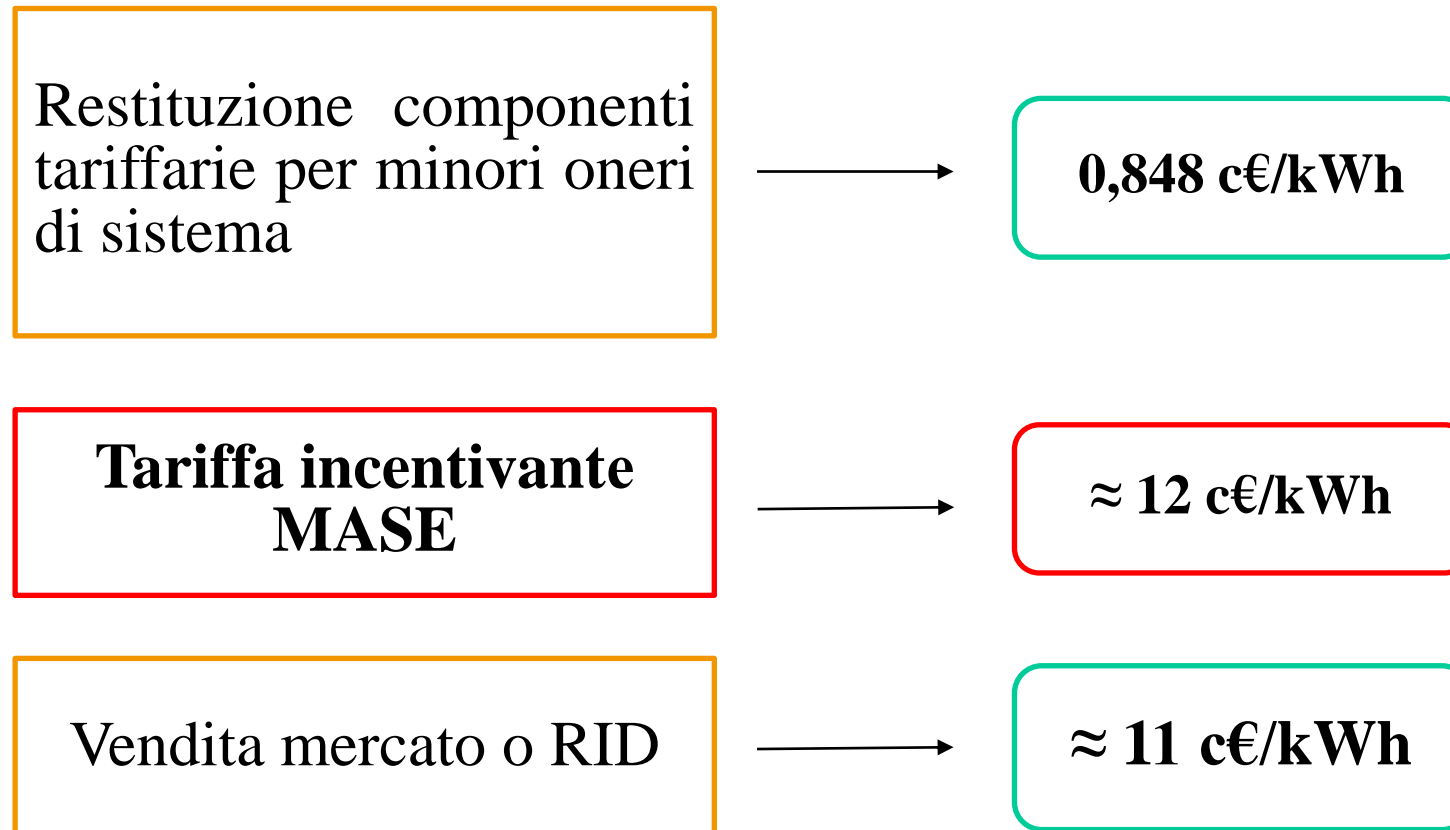 Restituzione componenti
tariffarie per minori oneri
di sistema
0,848 c€/kWh
Tariffa incentivante
MASE
≈ 12 c€/kWh
Vendita mercato o RID
≈ 11 c€/kWh